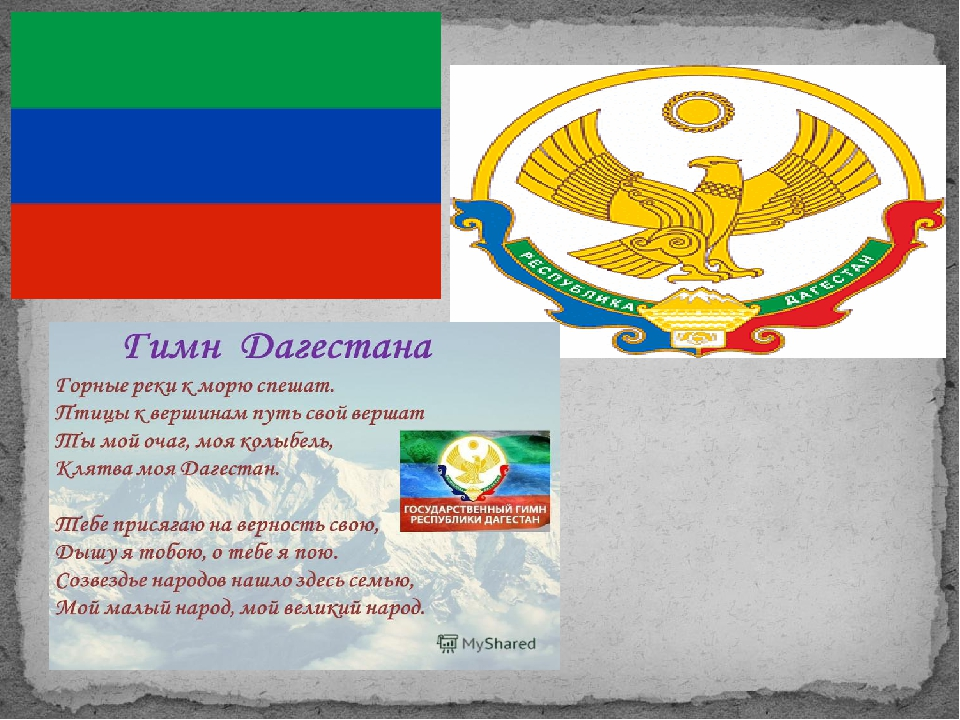 РЕСПУБЛИКА ДАГЕСТАН
Гимн Дагестана
Горные реки к морю спешат.
Птицы к вершинам путь свой вершат
Ты мой очаг, моя колыбель,
Клятва моя Дагестан.
ГОСУДАРСТВЕННЫЙ ГИМН
РЕСПУБЛИКИ ДАГЕСТАН
Тебе присягаю на верность свою,
Дышу я тобою, о тебе я пою.
Созвездье народов нашло здесь семью,
Мой малый народ, мой великий народ.
MyShared